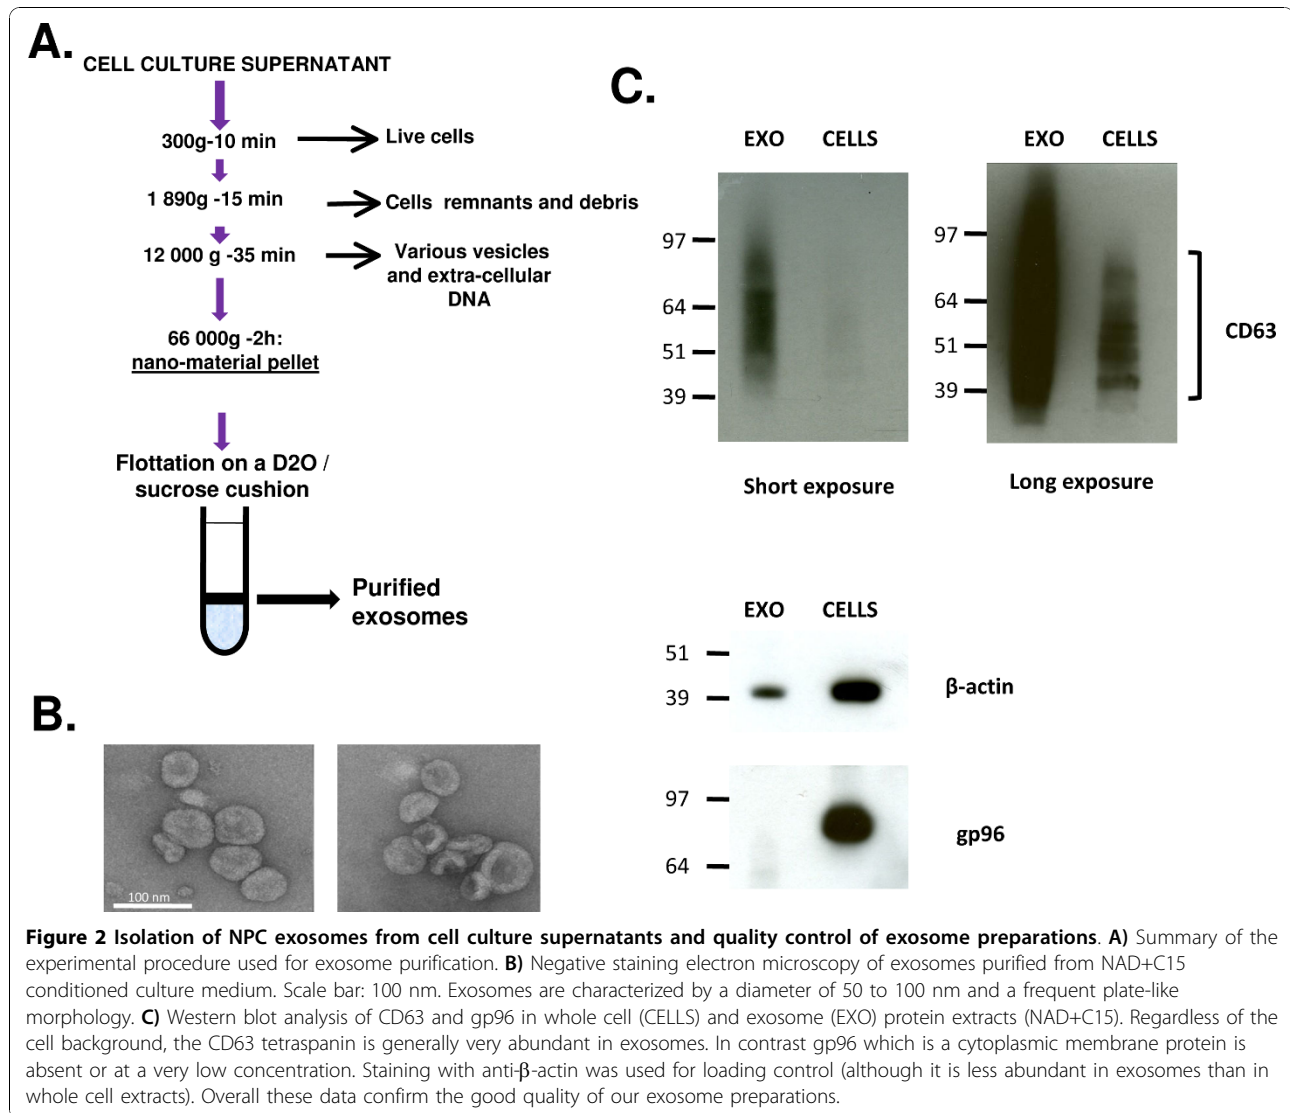 A.
CELL CULTURE SUPERNATANT
300g-10 min
Live cells
1 890g -15 min
Cells remnants and debris
12 000 g -35 min
Various vesicles
and extra-cellular
DNA
66 000g -2h:
nano-material pellet
Flottation on a D2O /
sucrose cushion
Purified
exosomes
B.
100 nm
C.
EXO CELLS
97
64
51
39
Short exposure
EXO CELLS
97
64
51
39
CD63
Long exposure
EXO CELLS
51
39
β-actin
97
64
gp96
Figure 2 Isolation of NPC exosomes from cell culture supernatants and quality control of exosome preparations. A) Summary of the
experimental procedure used for exosome purification. B) Negative staining electron microscopy of exosomes purified from NAD+C15
conditioned culture medium. Scale bar: 100 nm. Exosomes are characterized by a diameter of 50 to 100 nm and a frequent plate-like
morphology. C) Western blot analysis of CD63 and gp96 in whole cell (CELLS) and exosome (EXO) protein extracts (NAD+C15). Regardless of the
cell background, the CD63 tetraspanin is generally very abundant in exosomes. In contrast gp96 which is a cytoplasmic membrane protein is
absent or at a very low concentration. Staining with anti-β-actin was used for loading control (although it is less abundant in exosomes than in
whole cell extracts). Overall these data confirm the good quality of our exosome preparations.